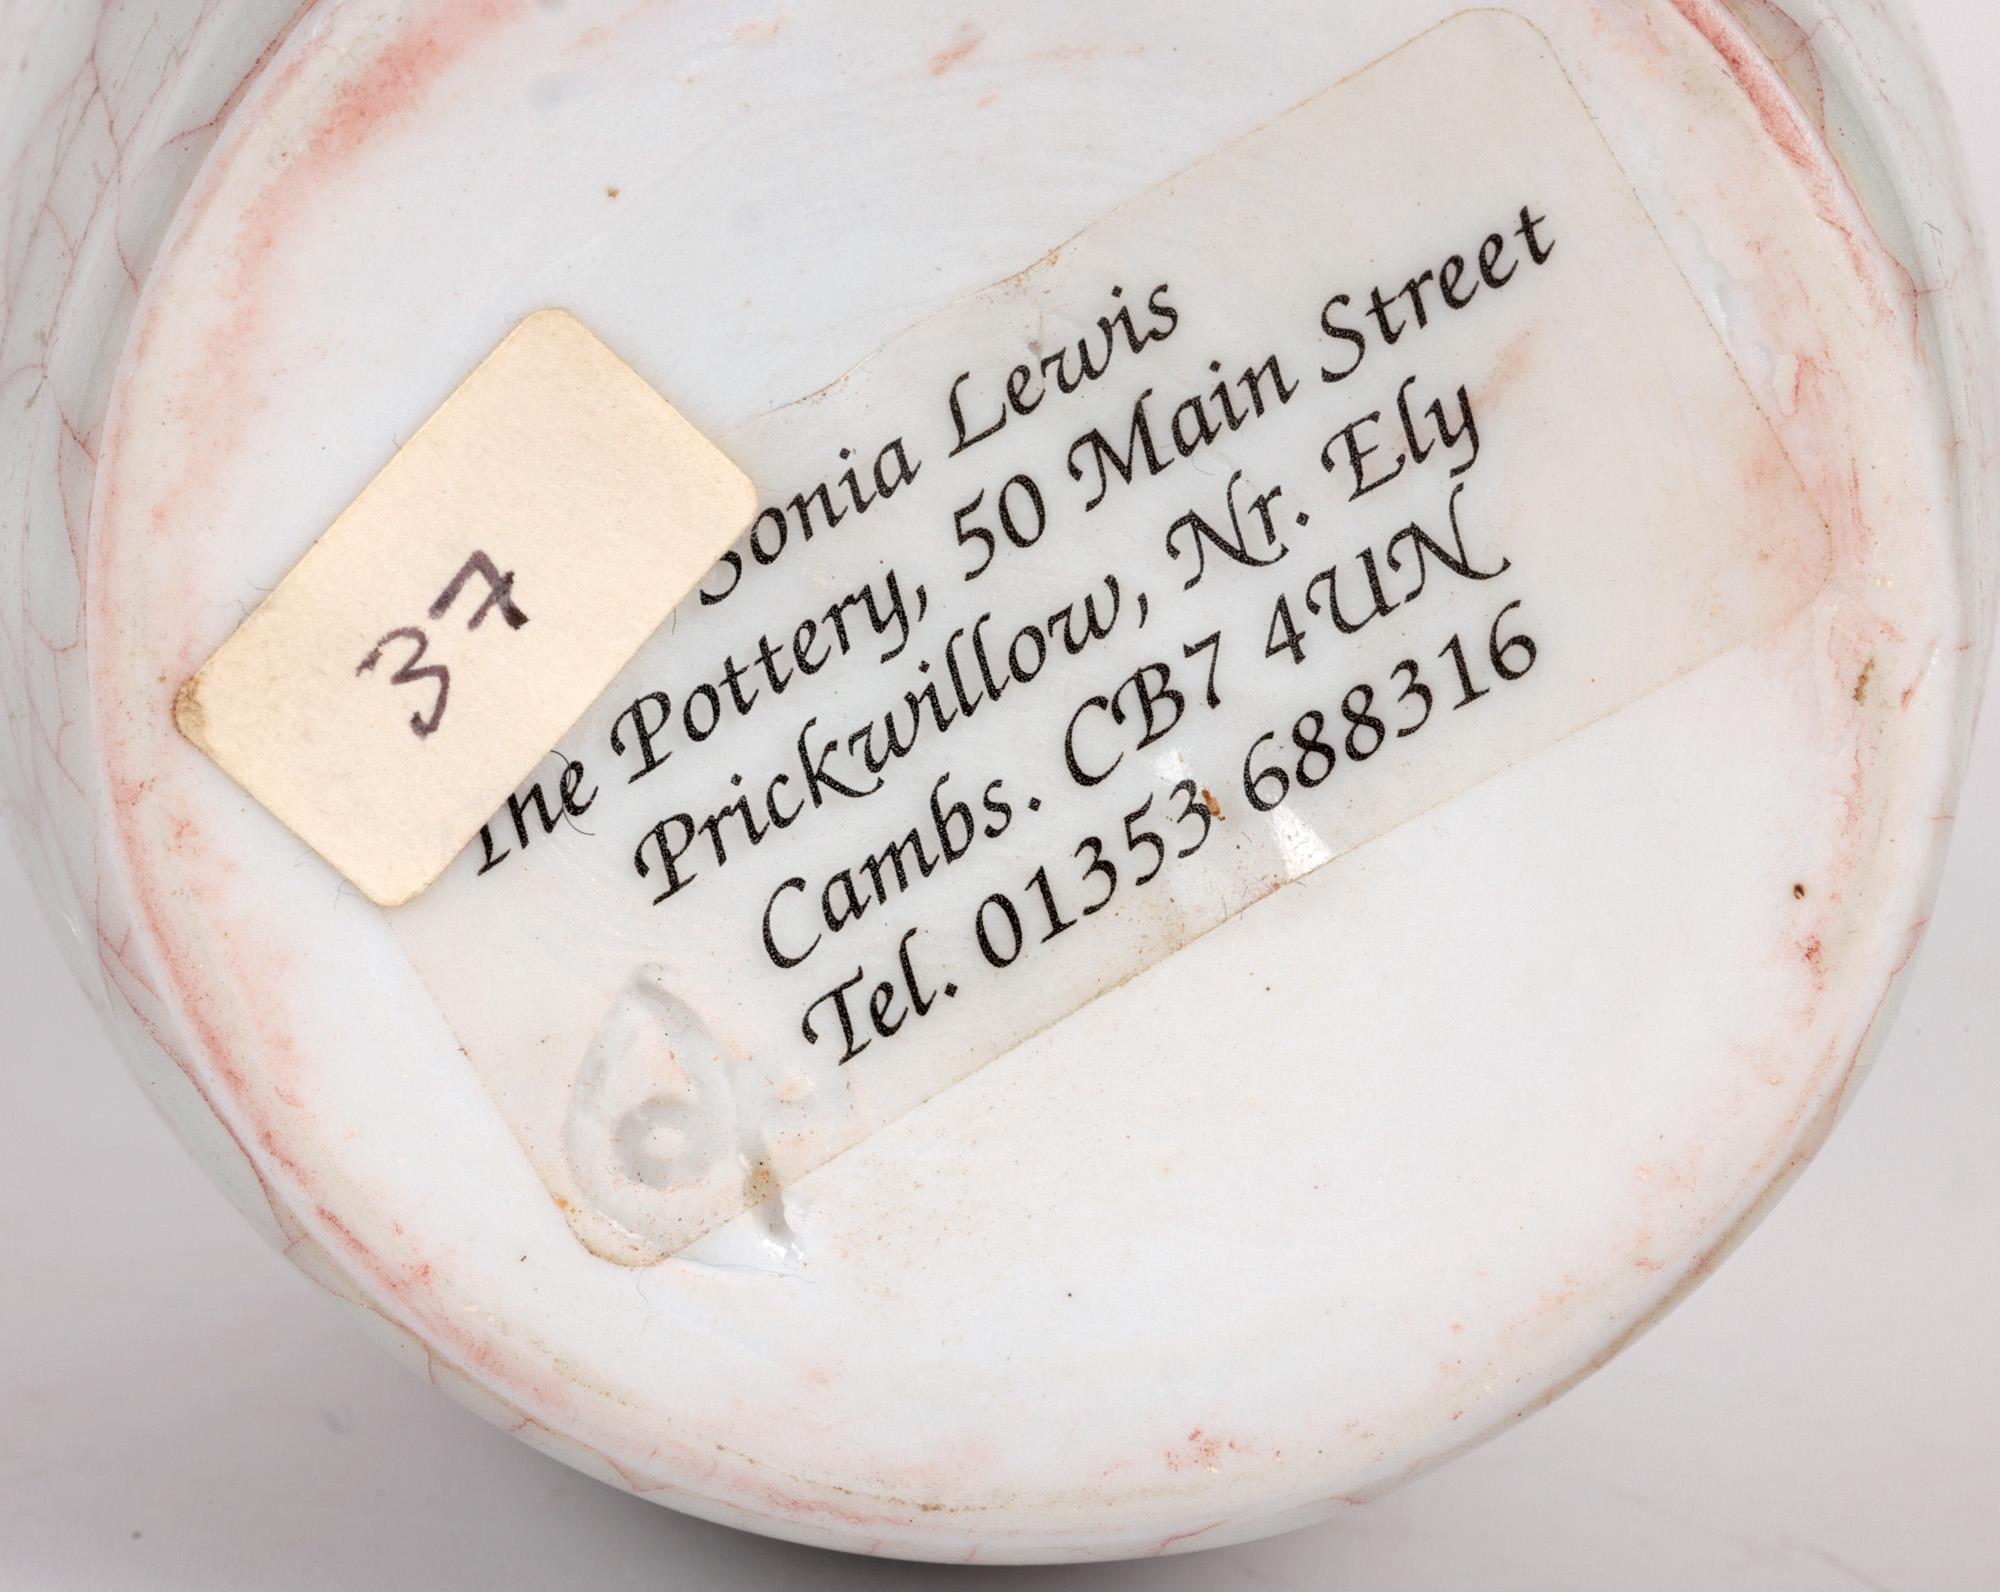 37
Sonia Lewis
The Pottery, 50 Main Street
Prickwillow, Nr. Ely
Cambs. CB7 4UN
Tel. 01353 688316